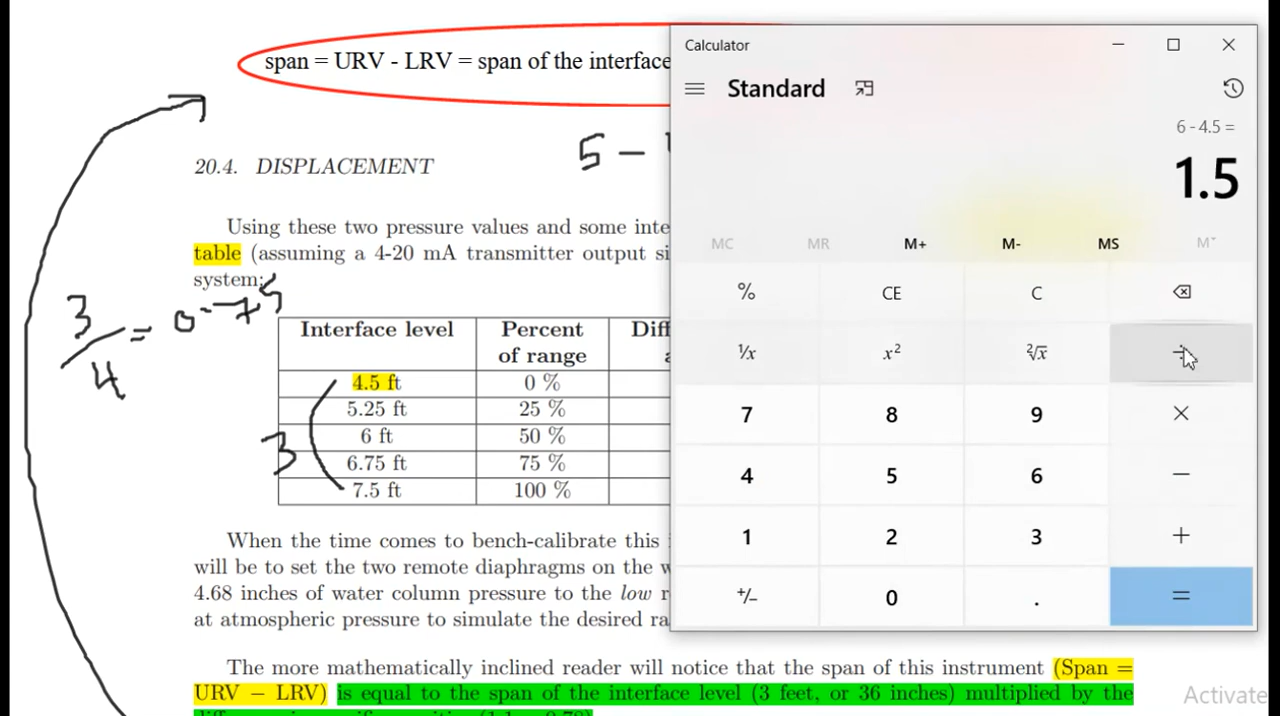 span = URV - LRV = span of the interface
5 -
20.4. DISPLACEMENT
Using these two pressure values and some inte
table (assuming a 4-20 mA transmitter output si
system:
3/4 = 0.75
Interface level Percent of range Diff
4.5 ft 0 %
5.25 ft 25 %
6 ft 50 %
6.75 ft 75 %
7.5 ft 100 %
3
When the time comes to bench-calibrate this
will be to set the two remote diaphragms on the w
4.68 inches of water column pressure to the low r
at atmospheric pressure to simulate the desired ra
The more mathematically inclined reader will notice that the span of this instrument (Span =
URV − LRV) is equal to the span of the interface level (3 feet, or 36 inches) multiplied by the
Calculator
Standard
6 - 4.5 =
1.5
MC MR M+ M- MS M˅
% CE C
¹/x x² ²√x ÷
7 8 9 ×
4 5 6 −
1 2 3 +
+/− 0 . =
Activate